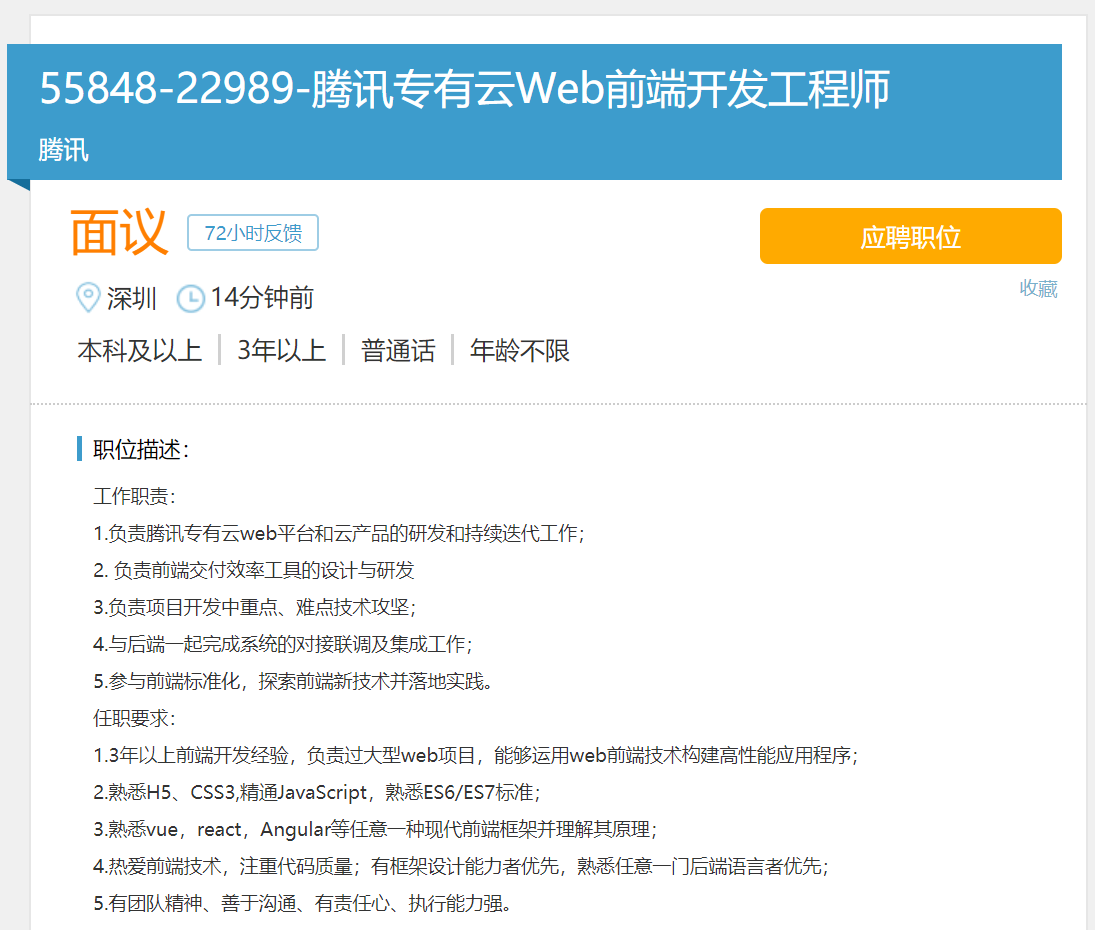 55848-22989-腾讯专有云Web前端开发工程师
腾讯
面议 72小时反馈 应聘职位
深圳 14分钟前 收藏
本科及以上 3年以上 普通话 年龄不限
职位描述：
工作职责：
1.负责腾讯专有云web平台和云产品的研发和持续迭代工作；
2. 负责前端交付效率工具的设计与研发
3.负责项目开发中重点、难点技术攻坚；
4.与后端一起完成系统的对接联调及集成工作；
5.参与前端标准化，探索前端新技术并落地实践。
任职要求：
1.3年以上前端开发经验，负责过大型web项目，能够运用web前端技术构建高性能应用程序；
2.熟悉H5、CSS3,精通JavaScript，熟悉ES6/ES7标准；
3.熟悉vue，react，Angular等任意一种现代前端框架并理解其原理；
4.热爱前端技术，注重代码质量；有框架设计能力者优先，熟悉任意一门后端语言者优先；
5.有团队精神、善于沟通、有责任心、执行能力强。